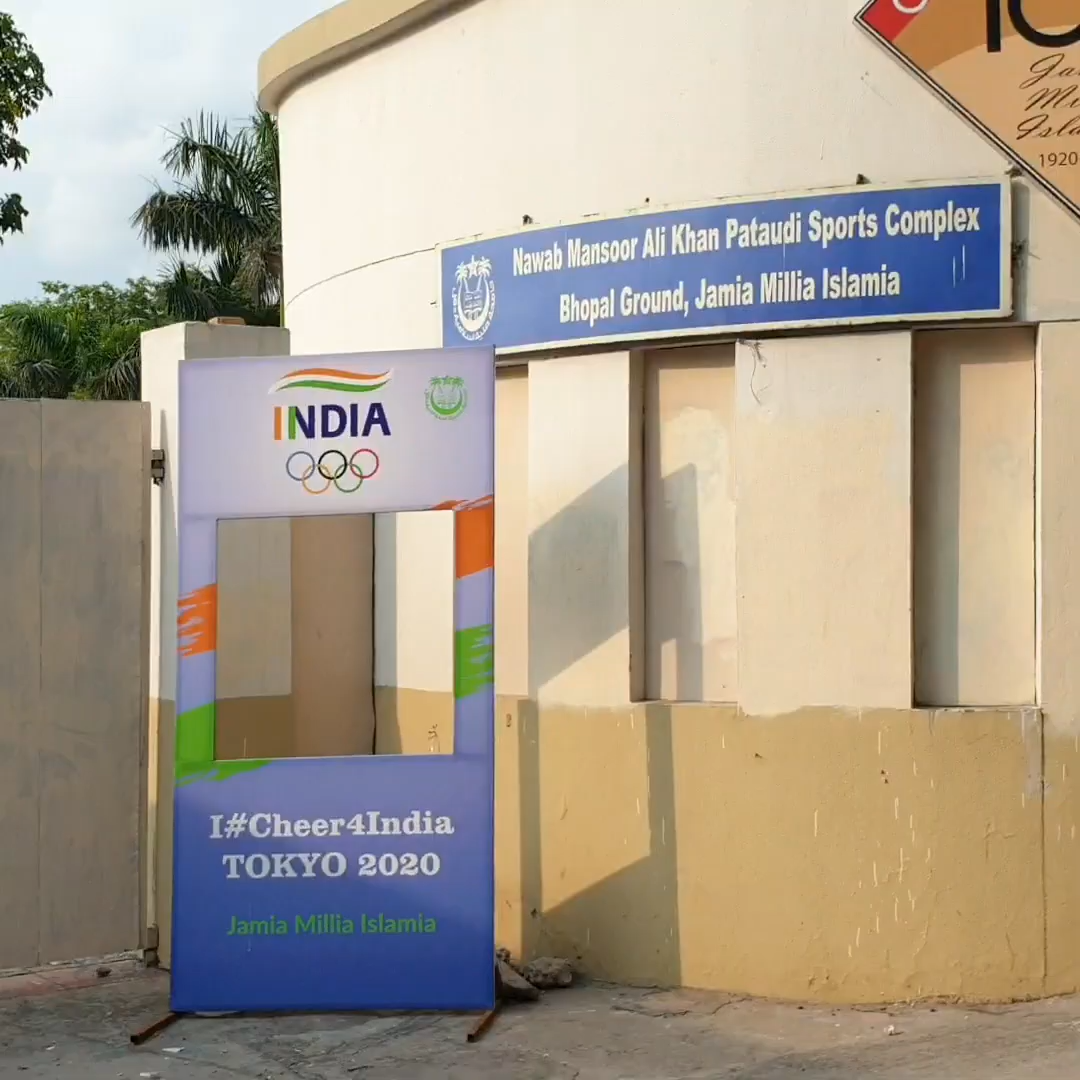 Nawab Mansoor Ali Khan Pataudi Sports Complex
Bhopal Ground, Jamia Millia Islamia
INDIA
I#Cheer4India
TOKYO 2020
Jamia Millia Islamia
1920